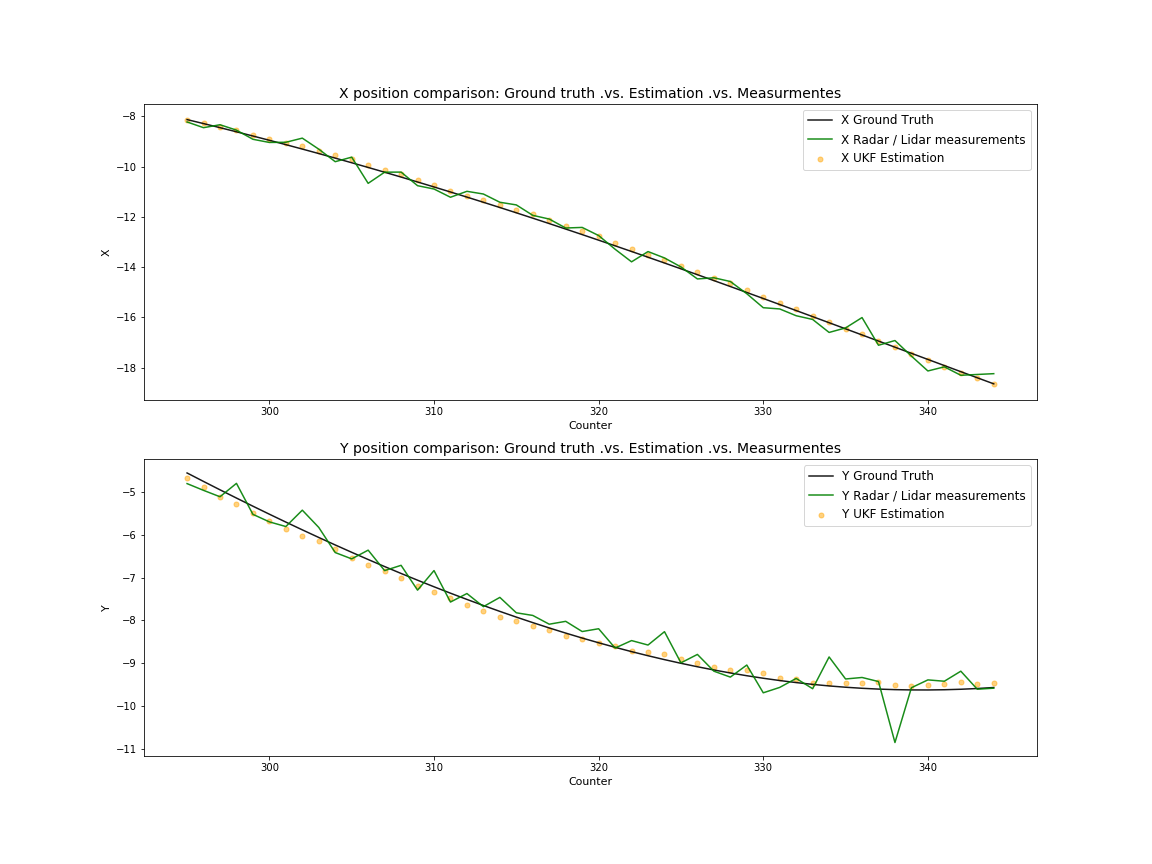 X position comparison: Ground truth .vs. Estimation .vs. Measurmentes
X Ground Truth
X Radar / Lidar measurements
X UKF Estimation
−8
−10
−12
−14
−16
−18
X
300 310 320 330 340
Counter
Y position comparison: Ground truth .vs. Estimation .vs. Measurmentes
Y Ground Truth
Y Radar / Lidar measurements
Y UKF Estimation
−5
−6
−7
−8
−9
−10
−11
Y
300 310 320 330 340
Counter